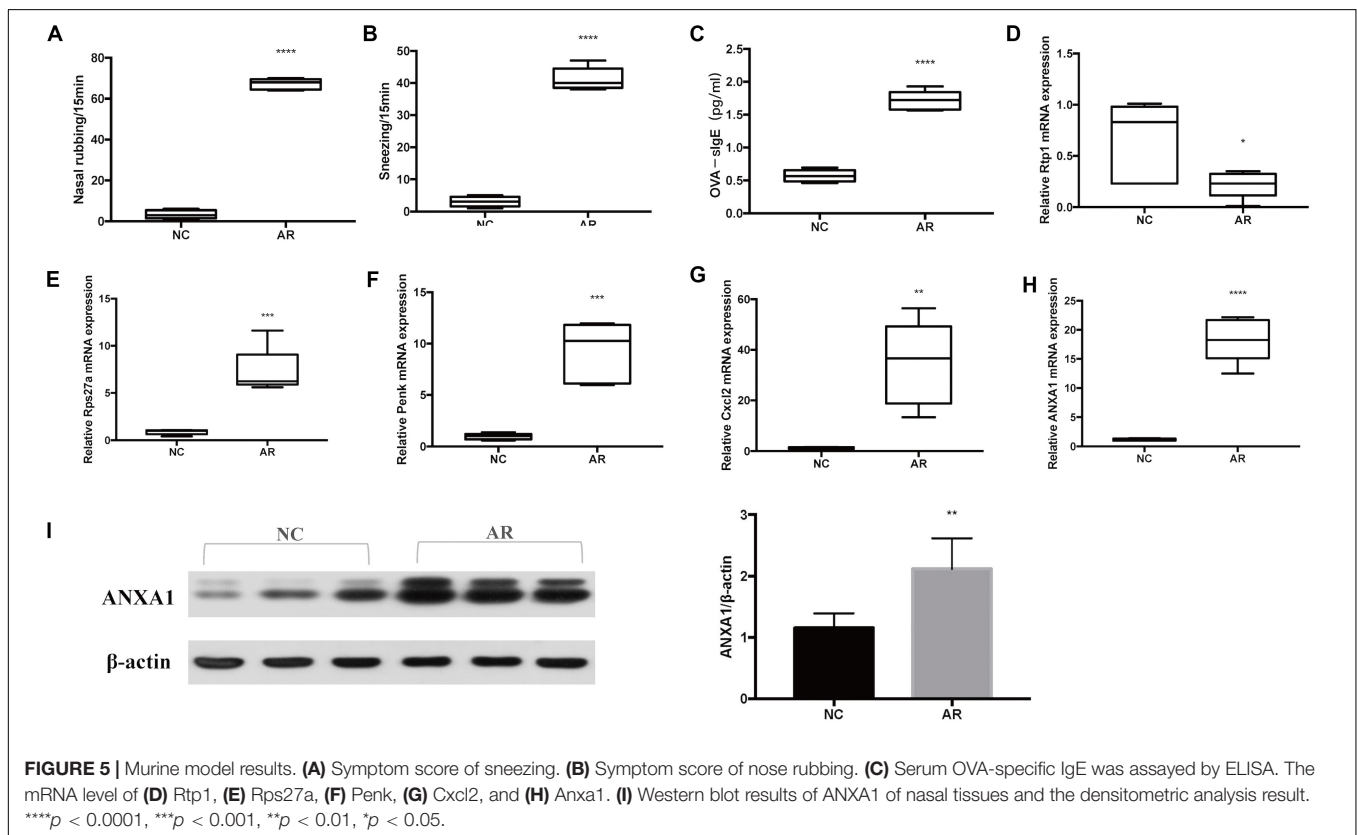 A
Nasal rubbing/15min
80
60
40
20
0
****
NC
AR
B
Sneezing/15min
50
40
30
20
10
0
****
NC
AR
C
OVA－sIgE (pg/ml)
2.5
2.0
1.5
1.0
0.5
0.0
****
NC
AR
D
Relative Rtp1 mRNA expression
1.5
1.0
0.5
0.0
*
NC
AR
E
Relative Rps27a mRNA expression
15
10
5
0
***
NC
AR
F
Relative Penk mRNA expression
15
10
5
0
***
NC
AR
G
Relative Cxcl2 mRNA expression
60
40
20
0
**
NC
AR
H
Relative ANXA1 mRNA expression
25
20
15
10
5
0
****
NC
AR
I
NC
AR
ANXA1
β-actin
ANXA1/β-actin
3
2
1
0
**
NC
AR
FIGURE 5 | Murine model results. (A) Symptom score of sneezing. (B) Symptom score of nose rubbing. (C) Serum OVA-specific IgE was assayed by ELISA. The
mRNA level of (D) Rtp1, (E) Rps27a, (F) Penk, (G) Cxcl2, and (H) Anxa1. (I) Western blot results of ANXA1 of nasal tissues and the densitometric analysis result.
****p < 0.0001, ***p < 0.001, **p < 0.01, *p < 0.05.